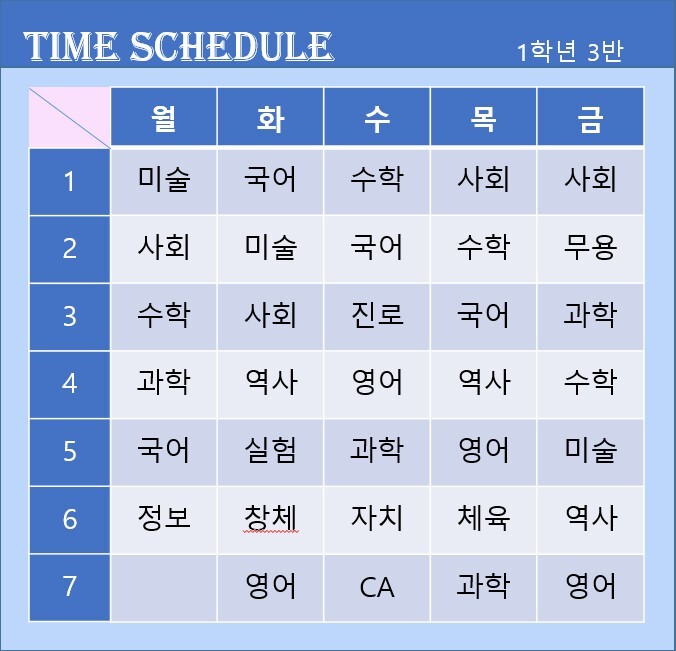 TIME SCHEDULE 1학년 3반
월 화 수 목 금
1 미술 국어 수학 사회 사회
2 사회 미술 국어 수학 무용
3 수학 사회 진로 국어 과학
4 과학 역사 영어 역사 수학
5 국어 실험 과학 영어 미술
6 정보 창체 자치 체육 역사
7 영어 CA 과학 영어